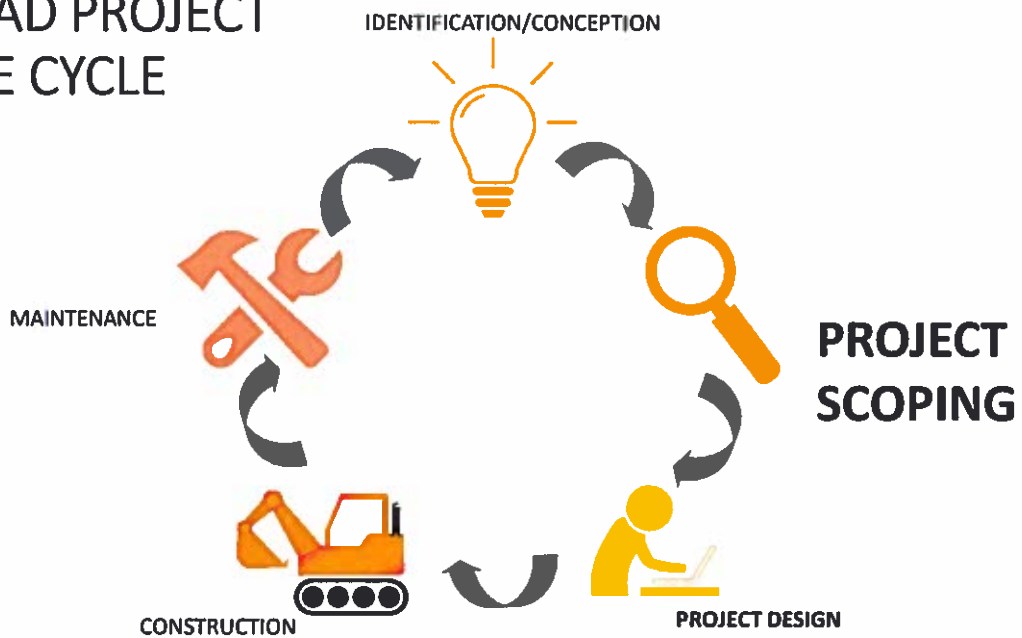 AD PROJECT
E CYCLE
IDENTIFICATION/CONCEPTION
MAINTENANCE
PROJECT
SCOPING
CONSTRUCTION
PROJECT DESIGN